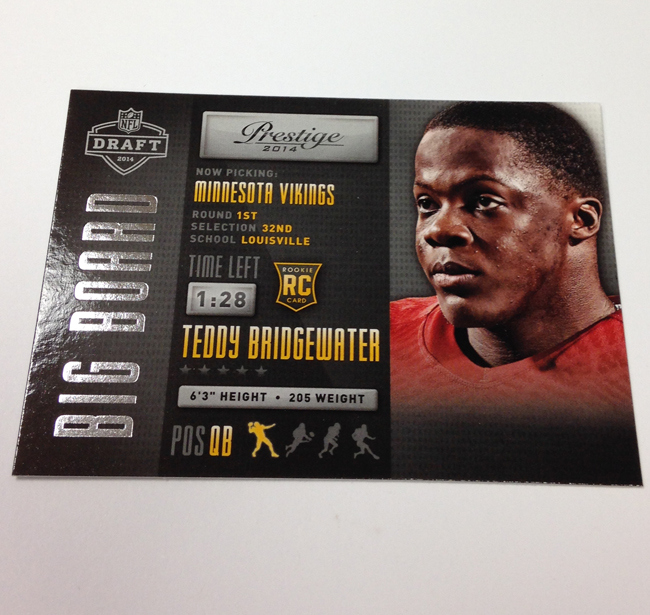 NFL
DRAFT
2014
BIG BOARD
Prestige
2014
NOW PICKING:
MINNESOTA VIKINGS
ROUND 1ST
SELECTION 32ND
SCHOOL LOUISVILLE
TIME LEFT
1:28
ROOKIE
RC
CARD
TEDDY BRIDGEWATER
6'3" HEIGHT • 205 WEIGHT
POS QB